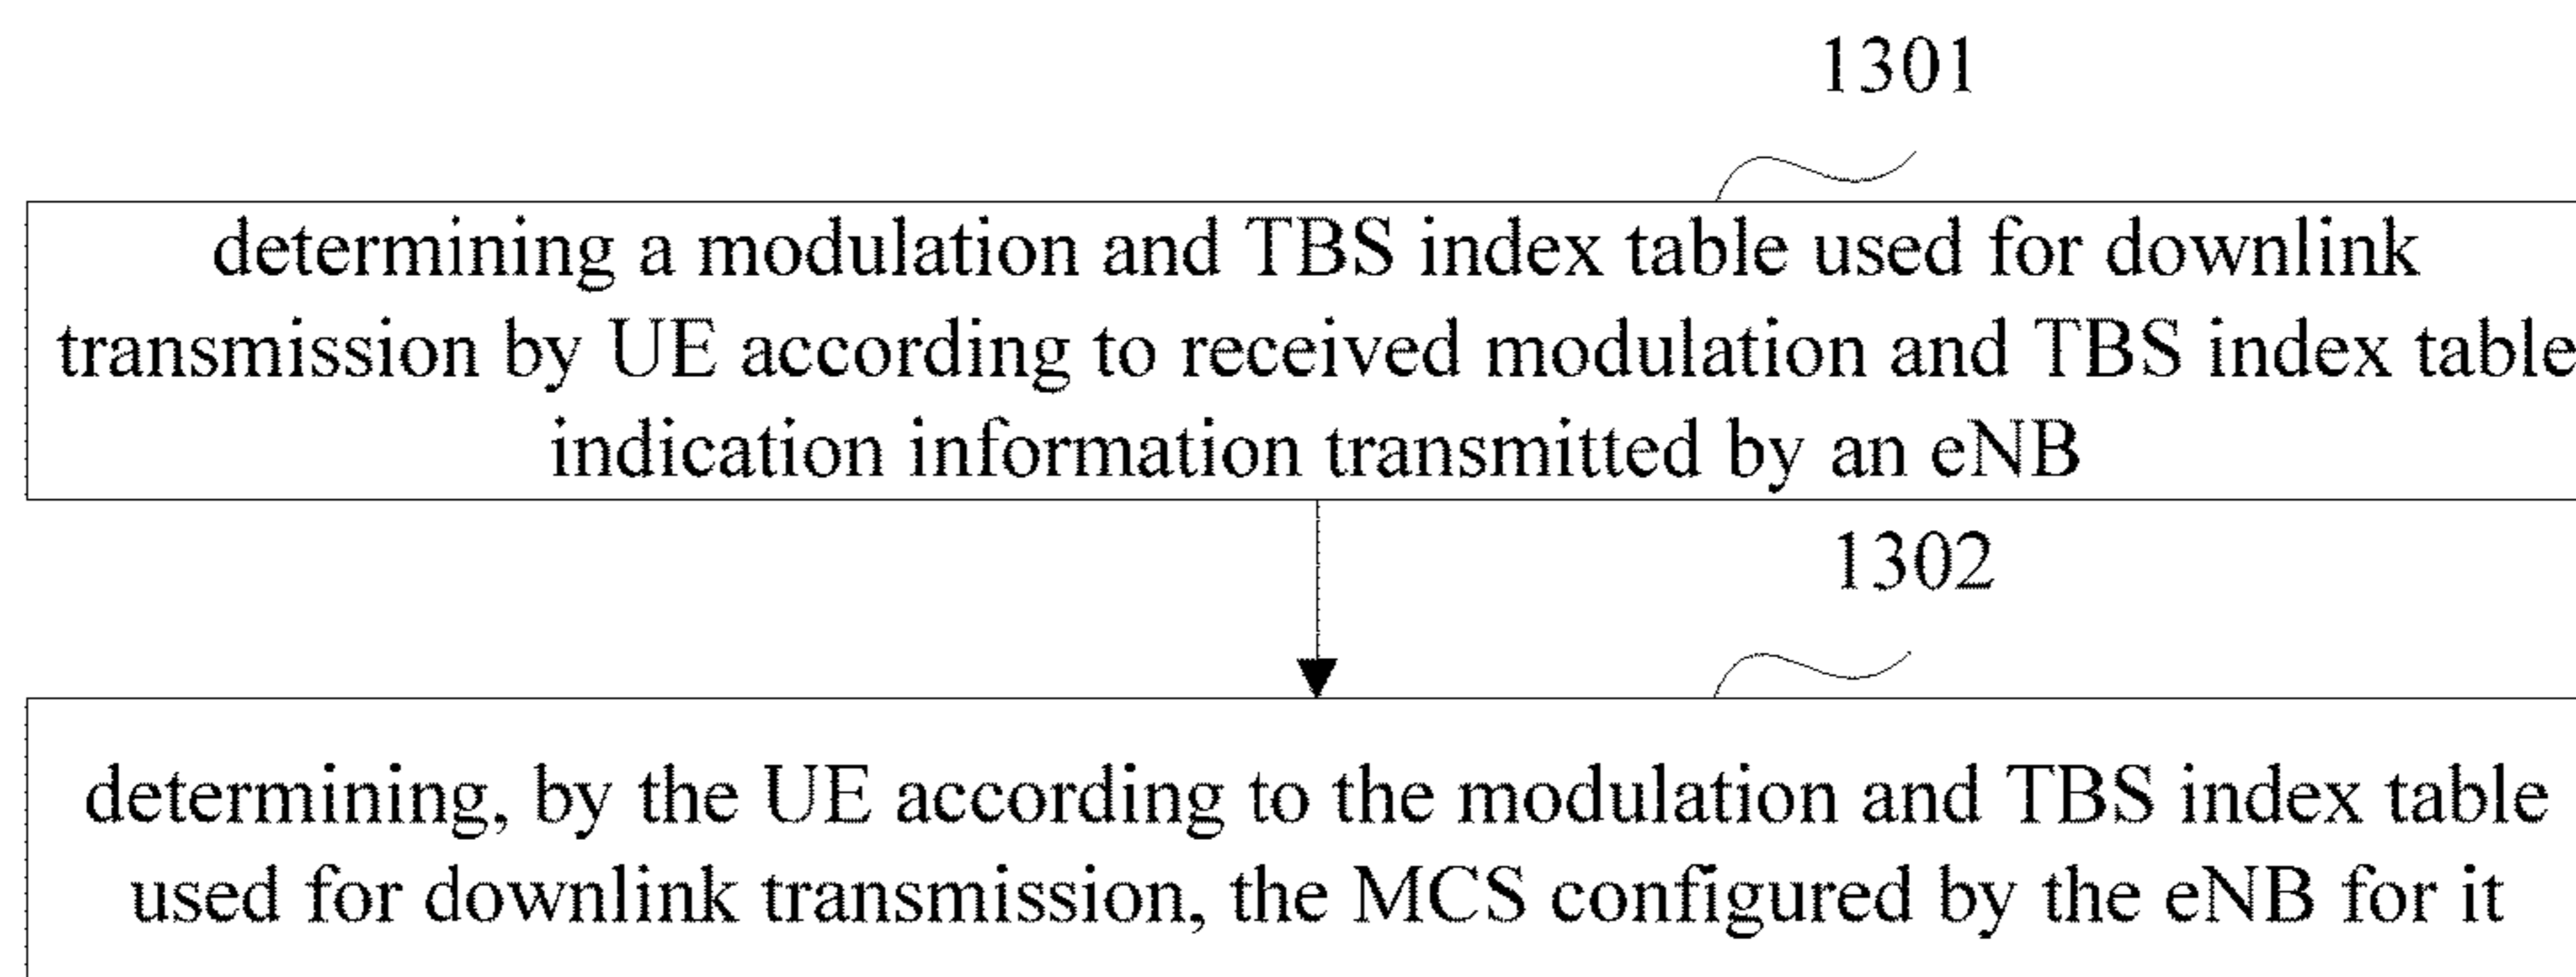 1301
determining a modulation and TBS index table used for downlink
transmission by UE according to received modulation and TBS index table
indication information transmitted by an eNB
1302
determining, by the UE according to the modulation and TBS index table
used for downlink transmission, the MCS configured by the eNB for it